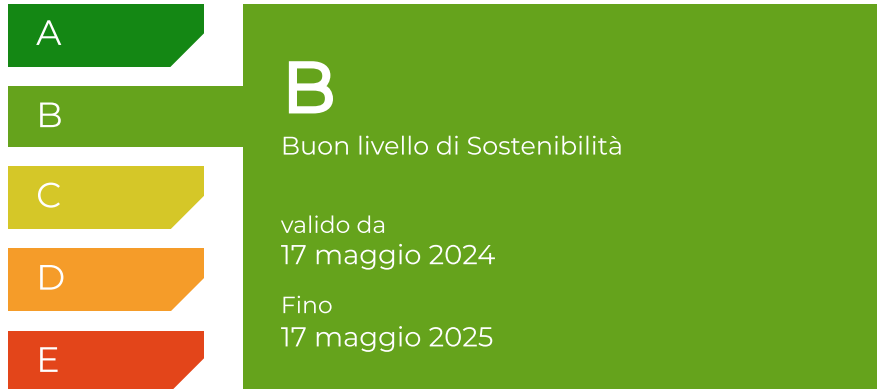 A
B
C
D
E
B
Buon livello di Sostenibilità
valido da
17 maggio 2024
Fino
17 maggio 2025